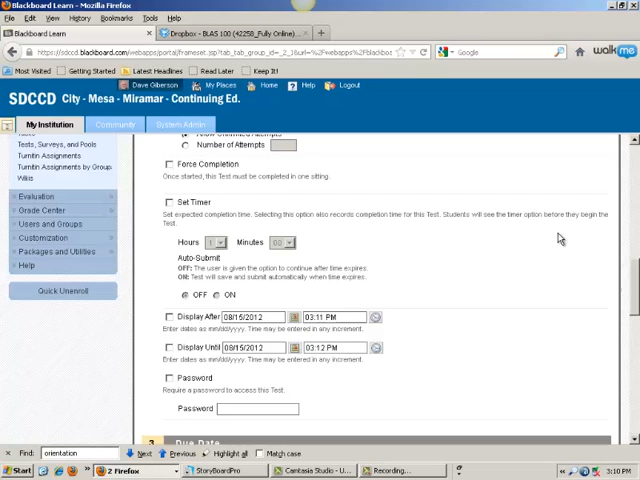 Blackboard Learn - Mozilla Firefox
File Edit View History Bookmarks Tools Help
Blackboard Learn
Dropbox - BLAS 100 (42258_Fully Online)...
https://sdccd.blackboard.com/webapps/portal/frameset.jsp?tab_tab_group_id=_2_1&url=%2Fwebapps%2Fblackboa
Google
walkme
Most Visited Getting Started Latest Headlines Read Later Keep It!
Dave Giberson My Places Home Help Logout
SDCCD City - Mesa - Miramar - Continuing Ed.
My Institution Community System Admin
Tests, Surveys, and Pools
Turnitin Assignments
Turnitin Assignments by Group
Wikis
Evaluation
Grade Center
Users and Groups
Customization
Packages and Utilities
Help
Quick Unenroll
Allow Unlimited Attempts
Number of Attempts
Force Completion
Once started, this Test must be completed in one sitting.
Set Timer
Set expected completion time. Selecting this option also records completion time for this Test. Students will see the timer option before they begin the
Test.
Hours 1 Minutes 00
Auto-Submit
OFF: The user is given the option to continue after time expires.
ON: Test will save and submit automatically when time expires.
OFF ON
Display After 08/15/2012 03:11 PM
Enter dates as mm/dd/yyyy. Time may be entered in any increment.
Display Until 08/15/2012 03:12 PM
Enter dates as mm/dd/yyyy. Time may be entered in any increment.
Password
Require a password to access this Test.
Password
3. Due Date
Find: orientation Next Previous Highlight all Match case
Start 2 Firefox StoryBoardPro Camtasia Studio - U... Recording... 3:10 PM